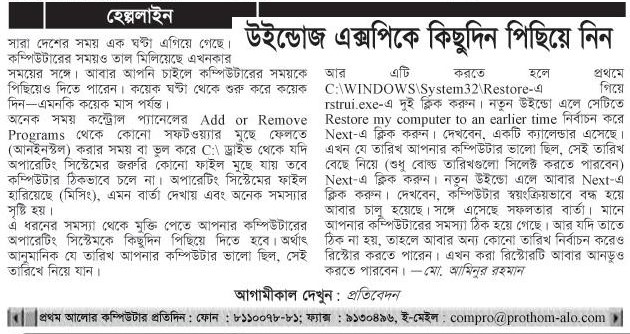 হেল্পলাইন
উইন্ডোজ এক্সপিকে কিছুদিন পিছিয়ে নিন
সারা দেশের সময় এক ঘণ্টা এগিয়ে গেছে।
কম্পিউটারের সময়ও তাল মিলিয়েছে এখনকার
সময়ের সঙ্গে। আবার আপনি চাইলে কম্পিউটারের সময়কে
পিছিয়েও দিতে পারেন। কয়েক ঘণ্টা থেকে শুরু করে কয়েক
দিন—এমনকি কয়েক মাস পর্যন্ত।
অনেক সময় কন্ট্রোল প্যানেলের Add or Remove
Programs থেকে কোনো সফটওয়্যার মুছে ফেলতে
(আনইন্সটল) করার সময় বা ভুল করে C:\ ড্রাইভ থেকে যদি
অপারেটিং সিস্টেমের জরুরি কোনো ফাইল মুছে যায় তবে
কম্পিউটার ঠিকভাবে চলে না। অপারেটিং সিস্টেমের ফাইল
হারিয়েছে (মিসিং), এমন বার্তা দেখায় এবং অনেক সমস্যার
সৃষ্টি হয়।
এ ধরনের সমস্যা থেকে মুক্তি পেতে আপনার কম্পিউটারের
অপারেটিং সিস্টেমকে কিছুদিন পিছিয়ে দিতে হবে। অর্থাৎ
আনুমানিক যে তারিখ আপনার কম্পিউটার ভালো ছিল, সেই
তারিখে নিয়ে যান।
আর এটি করতে হলে প্রথমে
C:\WINDOWS\System32\Restore-এ গিয়ে
rstrui.exe-এ দুই ক্লিক করুন। নতুন উইন্ডো এলে সেটিতে
Restore my computer to an earlier time নির্বাচন করে
Next-এ ক্লিক করুন। দেখবেন, একটি ক্যালেন্ডার এসেছে।
এখন যে তারিখ আপনার কম্পিউটার ভালো ছিল, সেই তারিখ
বেছে নিয়ে (শুধু বোল্ড তারিখগুলো সিলেক্ট করতে পারবেন)
Next-এ ক্লিক করুন। নতুন উইন্ডো এলে আবার Next-এ
ক্লিক করুন। দেখবেন, কম্পিউটার স্বয়ংক্রিয়ভাবে বন্ধ হয়ে
আবার চালু হয়েছে। সঙ্গে এসেছে সফলতার বার্তা। মানে
আপনার কম্পিউটারের সমস্যা ঠিক হয়ে গেছে। আর যদি তাতে
ঠিক না হয়, তাহলে আবার অন্য কোনো তারিখ নির্বাচন করেও
রিস্টোর করতে পারেন। এখন করা রিস্টোরটি আবার আনডুও
করতে পারবেন। —মো. আমিনুর রহমান
আগামীকাল দেখুন : প্রতিবেদন
প্রথম আলোর কম্পিউটার প্রতিদিন : ফোন : ৮১১০০৭৮-৮১; ফ্যাক্স : ৯১৩০৪৯৬, ই-মেইল : compro@prothom-alo.com